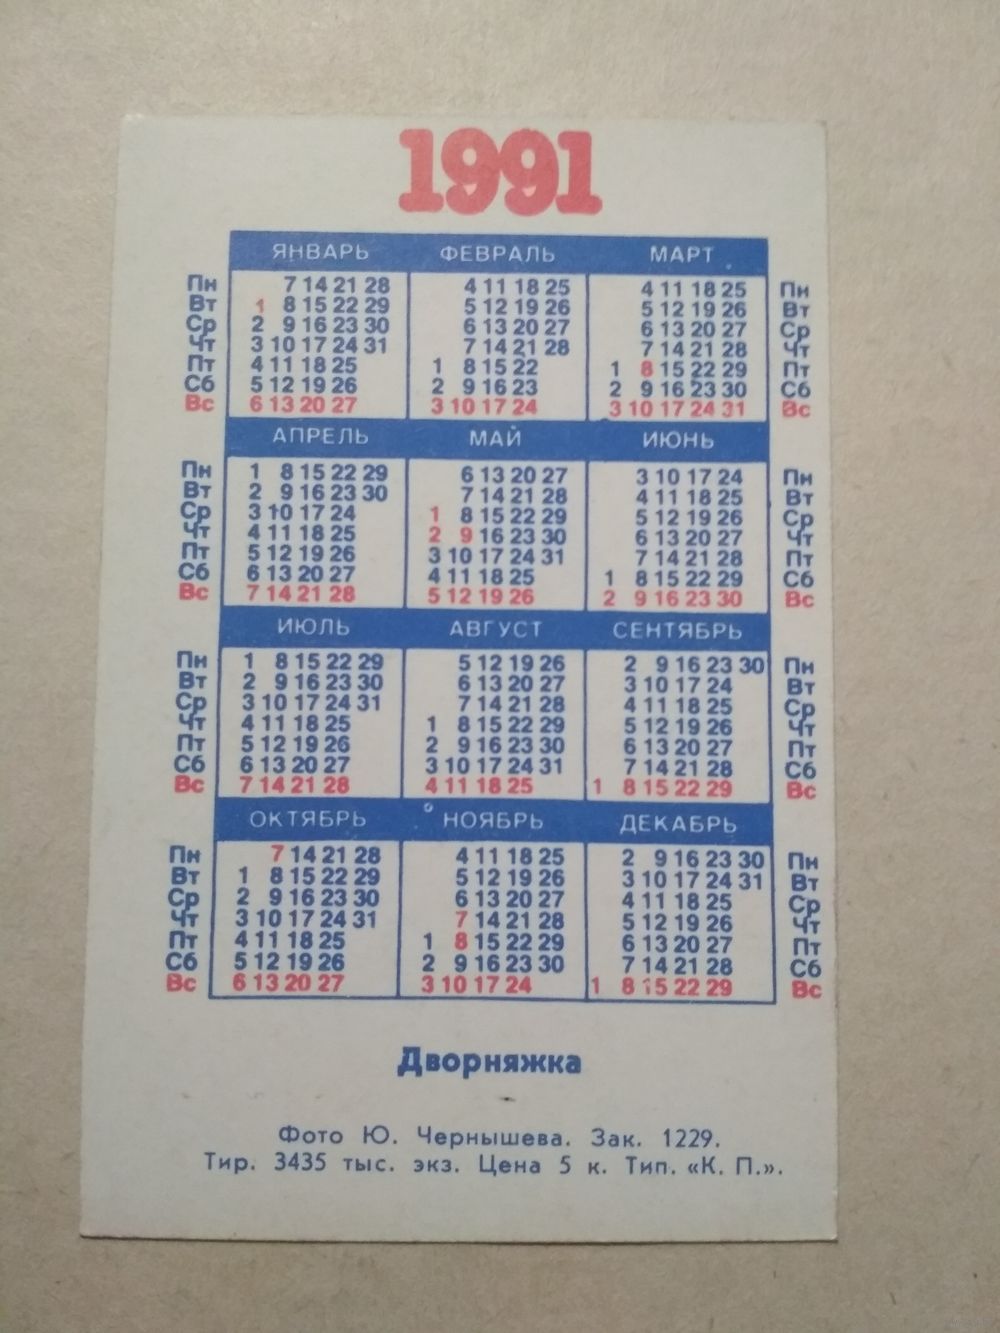 1991
ЯНВАРЬ ФЕВРАЛЬ МАРТ
Пн 7 14 21 28 4 11 18 25 4 11 18 25 Пн
Вт 1 8 15 22 29 5 12 19 26 5 12 19 26 Вт
Ср 2 9 16 23 30 6 13 20 27 6 13 20 27 Ср
Чт 3 10 17 24 31 7 14 21 28 7 14 21 28 Чт
Пт 4 11 18 25 1 8 15 22 1 8 15 22 29 Пт
Сб 5 12 19 26 2 9 16 23 2 9 16 23 30 Сб
Вс 6 13 20 27 3 10 17 24 3 10 17 24 31 Вс
АПРЕЛЬ МАЙ ИЮНЬ
Пн 1 8 15 22 29 6 13 20 27 3 10 17 24 Пн
Вт 2 9 16 23 30 7 14 21 28 4 11 18 25 Вт
Ср 3 10 17 24 1 8 15 22 29 5 12 19 26 Ср
Чт 4 11 18 25 2 9 16 23 30 6 13 20 27 Чт
Пт 5 12 19 26 3 10 17 24 31 7 14 21 28 Пт
Сб 6 13 20 27 4 11 18 25 1 8 15 22 29 Сб
Вс 7 14 21 28 5 12 19 26 2 9 16 23 30 Вс
ИЮЛЬ АВГУСТ СЕНТЯБРЬ
Пн 1 8 15 22 29 5 12 19 26 2 9 16 23 30 Пн
Вт 2 9 16 23 30 6 13 20 27 3 10 17 24 Вт
Ср 3 10 17 24 31 7 14 21 28 4 11 18 25 Ср
Чт 4 11 18 25 1 8 15 22 29 5 12 19 26 Чт
Пт 5 12 19 26 2 9 16 23 30 6 13 20 27 Пт
Сб 6 13 20 27 3 10 17 24 31 7 14 21 28 Сб
Вс 7 14 21 28 4 11 18 25 1 8 15 22 29 Вс
ОКТЯБРЬ НОЯБРЬ ДЕКАБРЬ
Пн 7 14 21 28 4 11 18 25 2 9 16 23 30 Пн
Вт 1 8 15 22 29 5 12 19 26 3 10 17 24 31 Вт
Ср 2 9 16 23 30 6 13 20 27 4 11 18 25 Ср
Чт 3 10 17 24 31 7 14 21 28 5 12 19 26 Чт
Пт 4 11 18 25 1 8 15 22 29 6 13 20 27 Пт
Сб 5 12 19 26 2 9 16 23 30 7 14 21 28 Сб
Вс 6 13 20 27 3 10 17 24 1 8 15 22 29 Вс
Дворняжка
Фото Ю. Чернышева. Зак. 1229.
Тир. 3435 тыс. экз. Цена 5 к. Тип. «К. П.».